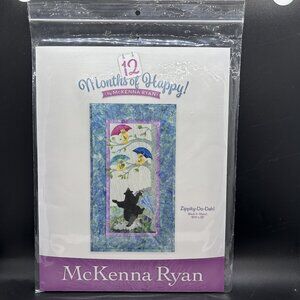 12
Months of Happy!
by McKENNA RYAN
Zippity-Do-Dah!
McKenna Ryan